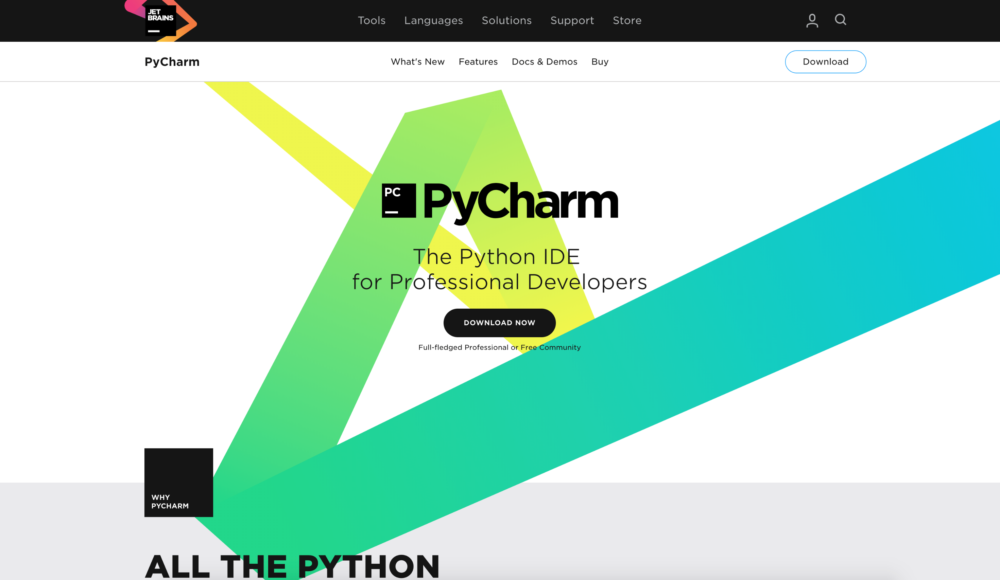 JET
BRAINS
Tools Languages Solutions Support Store
PyCharm
What's New Features Docs & Demos Buy
Download
PC
PyCharm
The Python IDE
for Professional Developers
DOWNLOAD NOW
Full-fledged Professional or Free Community
WHY
PYCHARM
ALL THE PYTHON